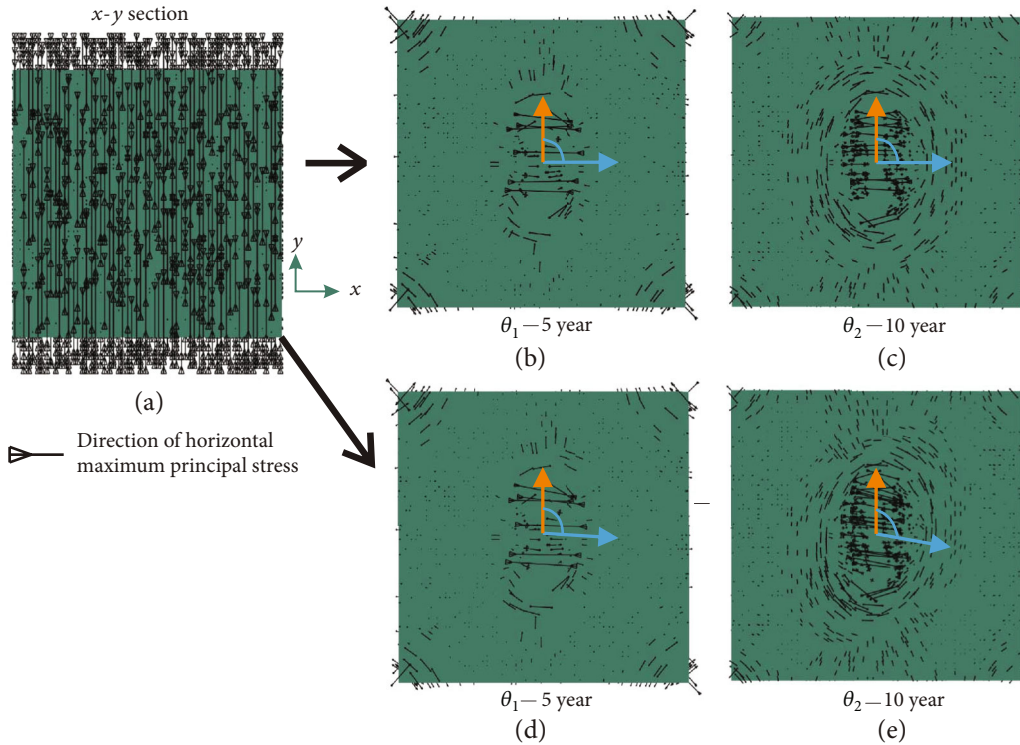 x-y section
y
x
(a)
Direction of horizontal
maximum principal stress
θ₁—5 year
(b)
θ₂—10 year
(c)
θ₁—5 year
(d)
θ₂—10 year
(e)